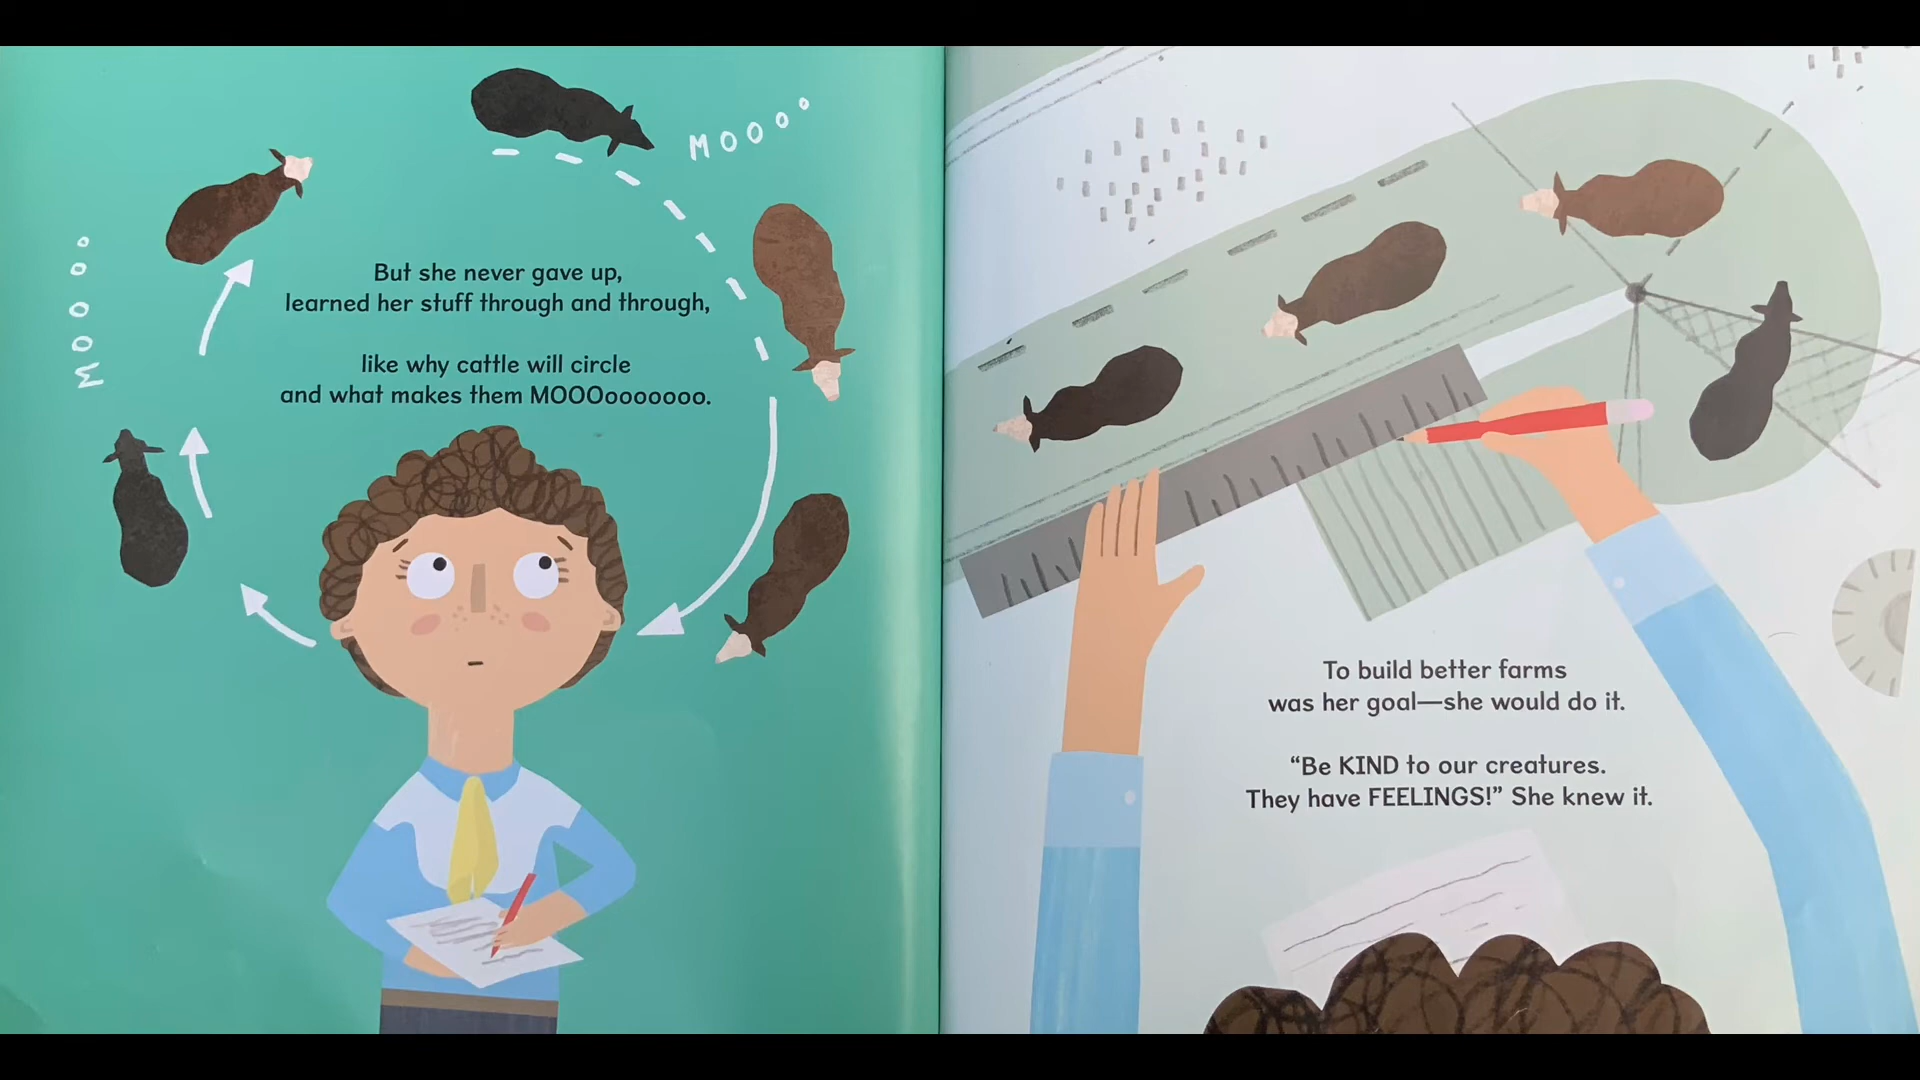 MOOooo
MOOooo
But she never gave up,
learned her stuff through and through,
like why cattle will circle
and what makes them MOOOooooooo.
To build better farms
was her goal—she would do it.
“Be KIND to our creatures.
They have FEELINGS!” She knew it.